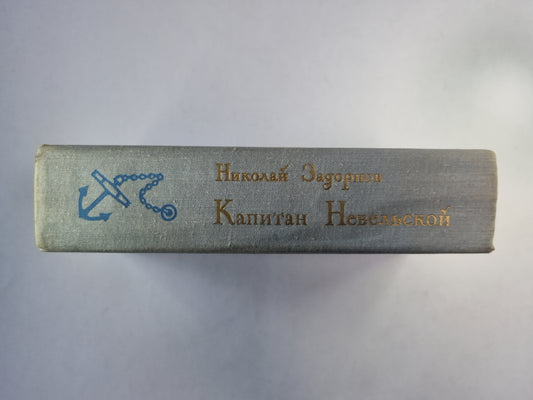 Николай Задорнов
Капитан Невельской